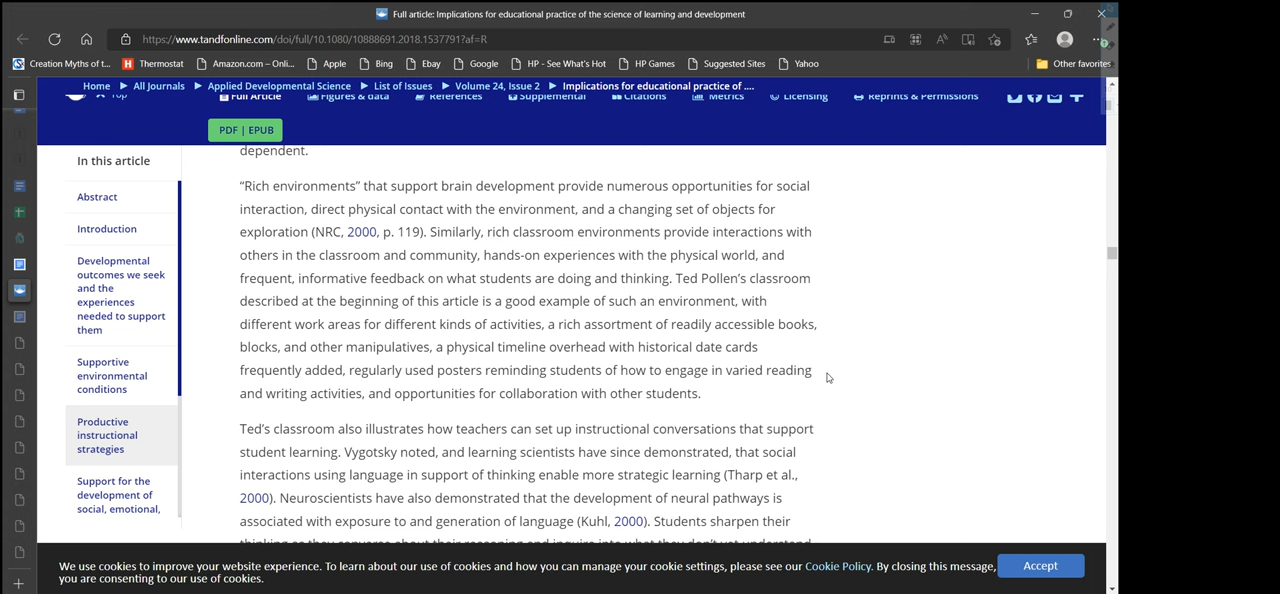 Full article: Implications for educational practice of the science of learning and development
https://www.tandfonline.com/doi/full/10.1080/10888691.2018.1537791?af=R
Creation Myths of t...
Thermostat
Amazon.com – Onli...
Apple
Bing
Ebay
Google
HP - See What's Hot
HP Games
Suggested Sites
Yahoo
Other favorites
Home
All Journals
Applied Developmental Science
List of Issues
Volume 24, Issue 2
Implications for educational practice of ....
Top
Full Article
Figures & data
References
Supplemental
Citations
Metrics
Licensing
Reprints & Permissions
PDF | EPUB
In this article
Abstract
Introduction
Developmental
outcomes we seek
and the
experiences
needed to support
them
Supportive
environmental
conditions
Productive
instructional
strategies
Support for the
development of
social, emotional,
dependent.
“Rich environments” that support brain development provide numerous opportunities for social
interaction, direct physical contact with the environment, and a changing set of objects for
exploration (NRC, 2000, p. 119). Similarly, rich classroom environments provide interactions with
others in the classroom and community, hands-on experiences with the physical world, and
frequent, informative feedback on what students are doing and thinking. Ted Pollen’s classroom
described at the beginning of this article is a good example of such an environment, with
different work areas for different kinds of activities, a rich assortment of readily accessible books,
blocks, and other manipulatives, a physical timeline overhead with historical date cards
frequently added, regularly used posters reminding students of how to engage in varied reading
and writing activities, and opportunities for collaboration with other students.
Ted’s classroom also illustrates how teachers can set up instructional conversations that support
student learning. Vygotsky noted, and learning scientists have since demonstrated, that social
interactions using language in support of thinking enable more strategic learning (Tharp et al.,
2000). Neuroscientists have also demonstrated that the development of neural pathways is
associated with exposure to and generation of language (Kuhl, 2000). Students sharpen their
thinking as they converse about their reasoning and inquire into what they don’t yet understand
We use cookies to improve your website experience. To learn about our use of cookies and how you can manage your cookie settings, please see our Cookie Policy. By closing this message,
you are consenting to our use of cookies.
Accept